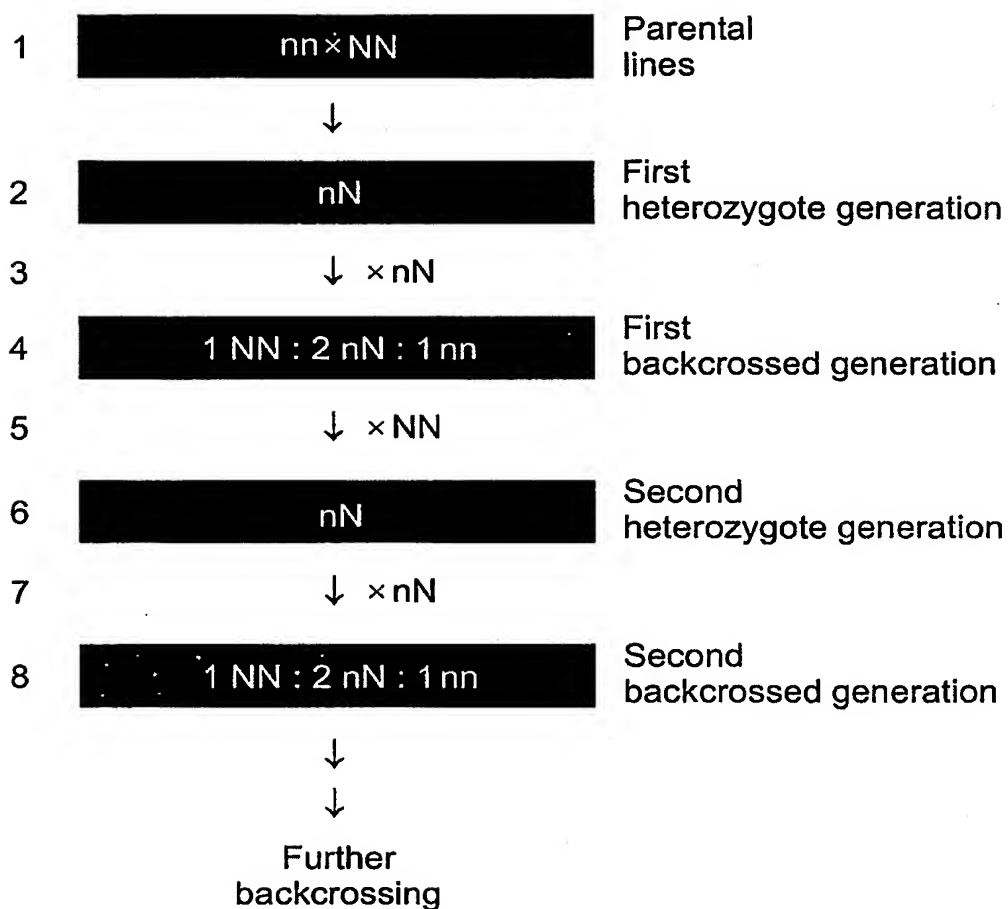 1
nn × NN
Parental
lines
↓
2
nN
First
heterozygote generation
3
↓ × nN
4
1 NN : 2 nN : 1 nn
First
backcrossed generation
5
↓ × NN
6
nN
Second
heterozygote generation
7
↓ × nN
8
1 NN : 2 nN : 1 nn
Second
backcrossed generation
↓
↓
Further
backcrossing